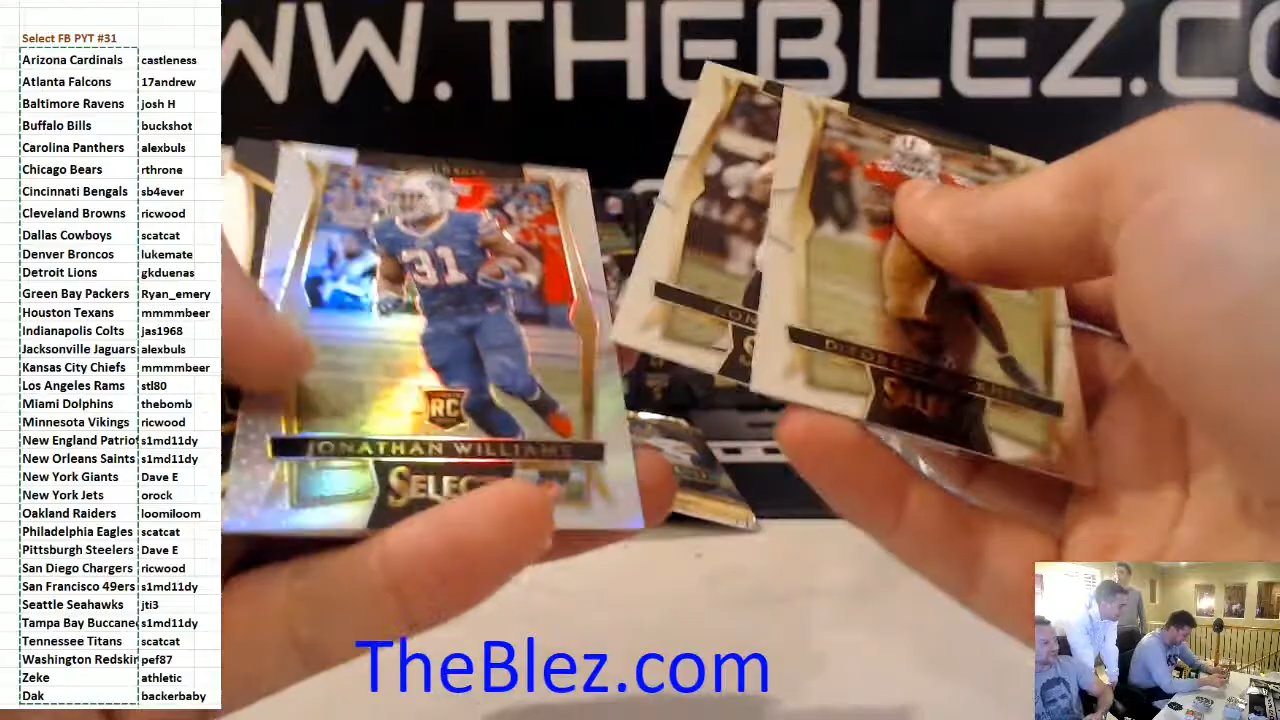 Select FB PYT #31
Arizona Cardinals castleness
Atlanta Falcons 17andrew
Baltimore Ravens josh H
Buffalo Bills buckshot
Carolina Panthers alexbuls
Chicago Bears rthrone
Cincinnati Bengals sb4ever
Cleveland Browns ricwood
Dallas Cowboys scatcat
Denver Broncos lukemate
Detroit Lions gkduenas
Green Bay Packers Ryan_emery
Houston Texans mmmmbeer
Indianapolis Colts jas1968
Jacksonville Jaguars alexbuls
Kansas City Chiefs mmmmbeer
Los Angeles Rams stl80
Miami Dolphins thebomb
Minnesota Vikings ricwood
New England Patriot s1md11dy
New Orleans Saints s1md11dy
New York Giants Dave E
New York Jets orock
Oakland Raiders loomiloom
Philadelphia Eagles scatcat
Pittsburgh Steelers Dave E
San Diego Chargers ricwood
San Francisco 49ers s1md11dy
Seattle Seahawks jti3
Tampa Bay Buccanee s1md11dy
Tennessee Titans scatcat
Washington Redskin pef87
Zeke athletic
Dak backerbaby
WW.THEBLEZ.CO
31
RC
JONATHAN WILLIAMS
SELECT
TheBlez.com